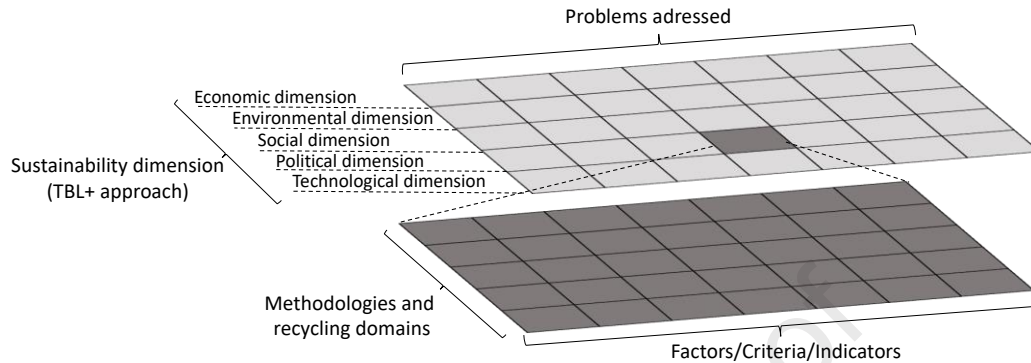 Problems adressed
Economic dimension
Environmental dimension
Social dimension
Political dimension
Technological dimension
Sustainability dimension
(TBL+ approach)
Methodologies and
recycling domains
Factors/Criteria/Indicators